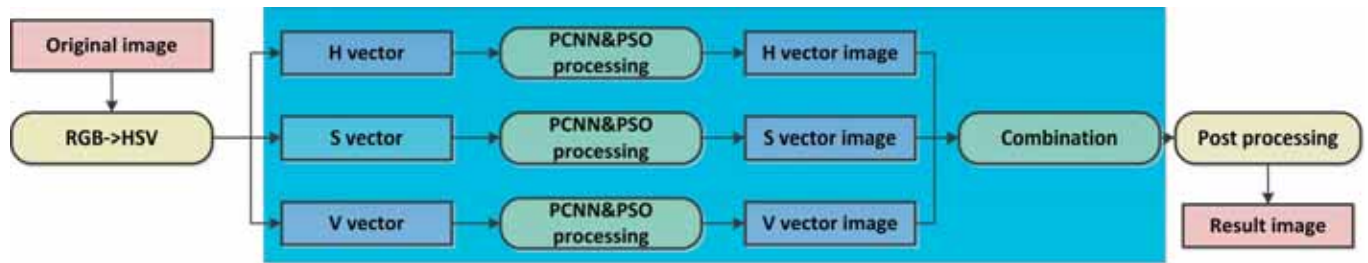 Original image
RGB->HSV
H vector
PCNN&PSO
processing
H vector image
S vector
PCNN&PSO
processing
S vector image
V vector
PCNN&PSO
processing
V vector image
Combination
Post processing
Result image